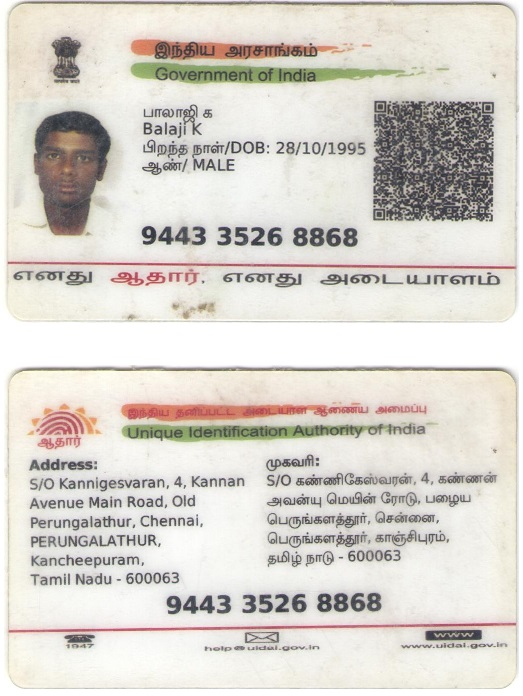 இந்திய அரசாங்கம்
Government of India
பாலாஜி க
Balaji K
பிறந்த நாள்/DOB: 28/10/1995
ஆண்/ MALE
9443 3526 8868
எனது ஆதார். எனது அடையாளம்
இந்திய தனிப்பட்ட அடையாள ஆணைய அமைப்பு
Unique Identification Authority of India
ஆதார்
Address:
S/O Kannigesvaran, 4, Kannan
Avenue Main Road, Old
Perungalathur, Chennai,
PERUNGALATHUR,
Kancheepuram,
Tamil Nadu - 600063
முகவரி:
S/O கண்ணிகேஸ்வரன், 4, கண்ணன்
அவன்யு மெயின் ரோடு, பழைய
பெருங்களத்தூர், சென்னை,
பெருங்களத்தூர், காஞ்சிபுரம்,
தமிழ் நாடு - 600063
9443 3526 8868
1947
help@uidai.gov.in
www
www.uidai.gov.in